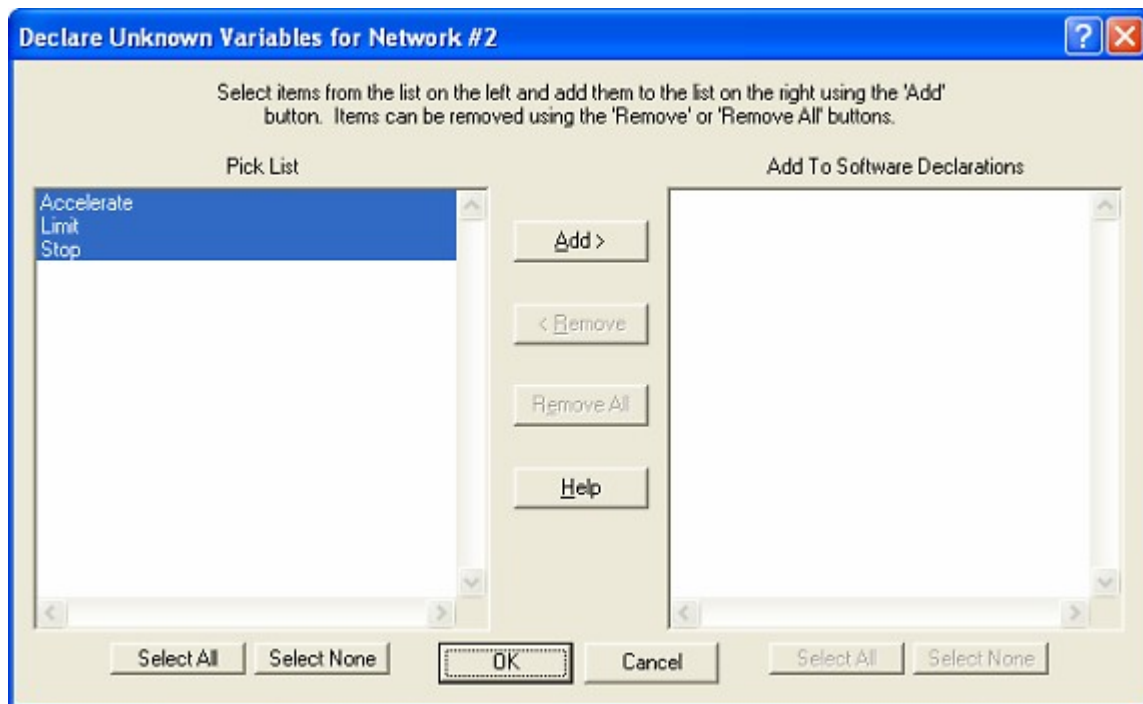 Declare Unknown Variables for Network #2
Select items from the list on the left and add them to the list on the right using the 'Add'
button. Items can be removed using the 'Remove' or 'Remove All' buttons.
Pick List
Add To Software Declarations
Accelerate
Limit
Stop
Add >
< Remove
Remove All
Help
Select All
Select None
OK
Cancel
Select All
Select None